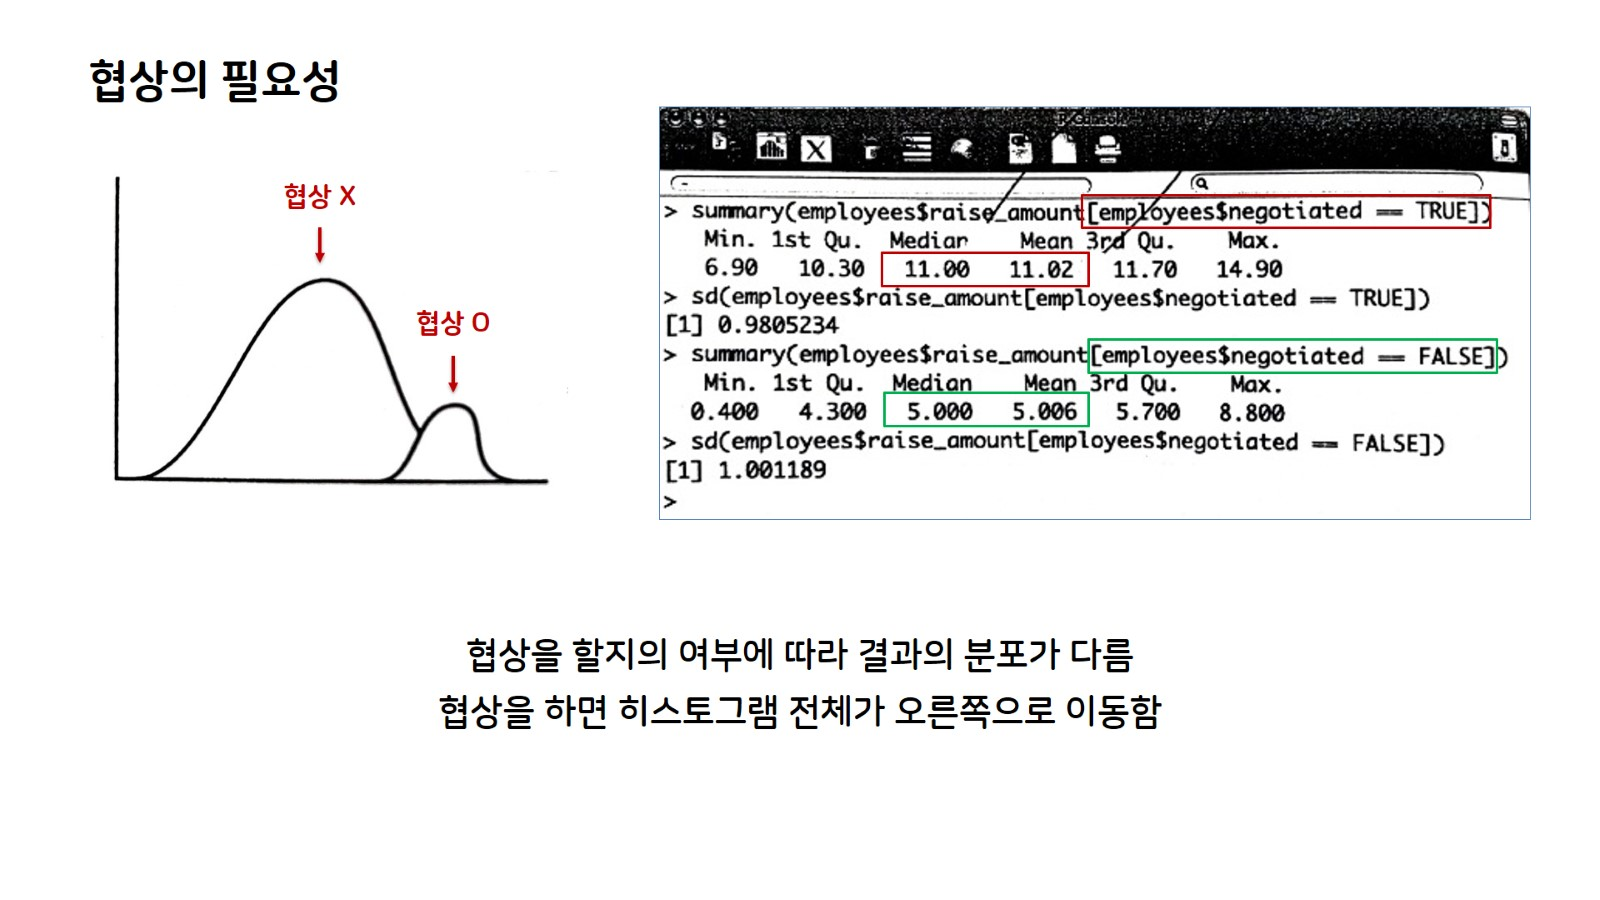 협상의 필요성
협상 X
협상 O
> summary(employees$raise_amount[employees$negotiated == TRUE])
Min. 1st Qu. Median Mean 3rd Qu. Max.
6.90 10.30 11.00 11.02 11.70 14.90
> sd(employees$raise_amount[employees$negotiated == TRUE])
[1] 0.9805234
> summary(employees$raise_amount[employees$negotiated == FALSE])
Min. 1st Qu. Median Mean 3rd Qu. Max.
0.400 4.300 5.000 5.006 5.700 8.800
> sd(employees$raise_amount[employees$negotiated == FALSE])
[1] 1.001189
>
협상을 할지의 여부에 따라 결과의 분포가 다름
협상을 하면 히스토그램 전체가 오른쪽으로 이동함